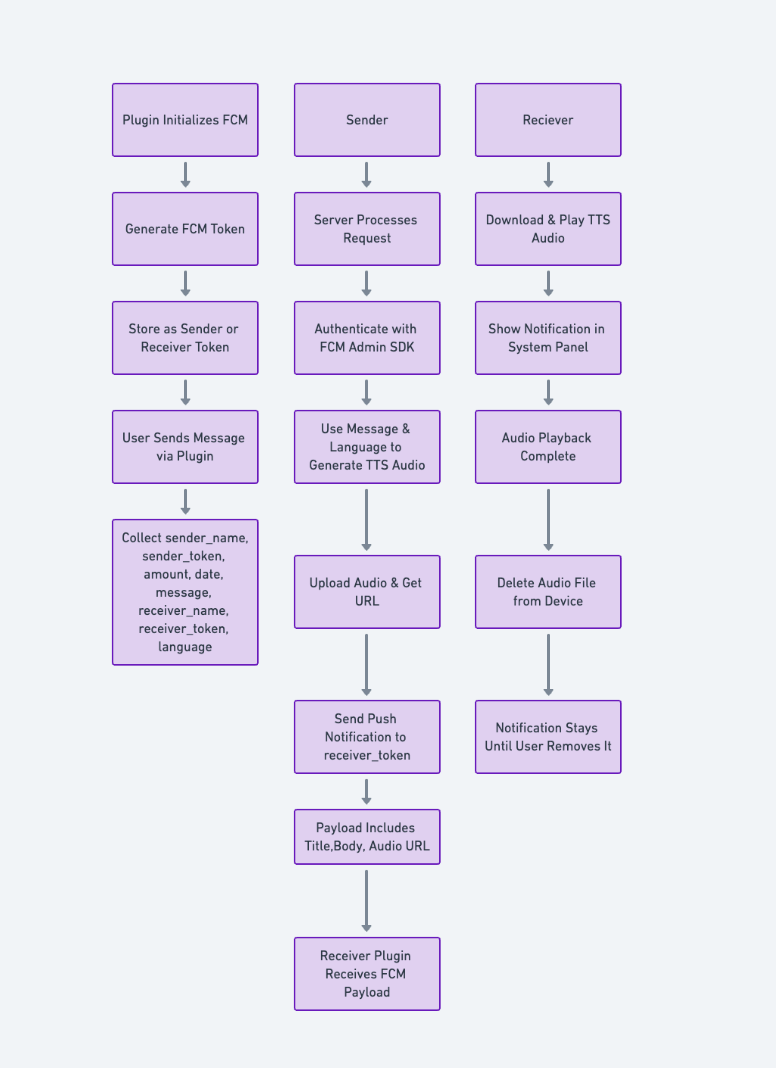 Plugin Initializes FCM
Generate FCM Token
Store as Sender or
Receiver Token
User Sends Message
via Plugin
Collect sender_name,
sender_token,
amount, date,
message,
receiver_name,
receiver_token,
language
Sender
Server Processes
Request
Authenticate with
FCM Admin SDK
Use Message &
Language to
Generate TTS Audio
Upload Audio & Get
URL
Send Push
Notification to
receiver_token
Payload Includes
Title,Body, Audio URL
Receiver Plugin
Receives FCM
Payload
Reciever
Download & Play TTS
Audio
Show Notification in
System Panel
Audio Playback
Complete
Delete Audio File
from Device
Notification Stays
Until User Removes It